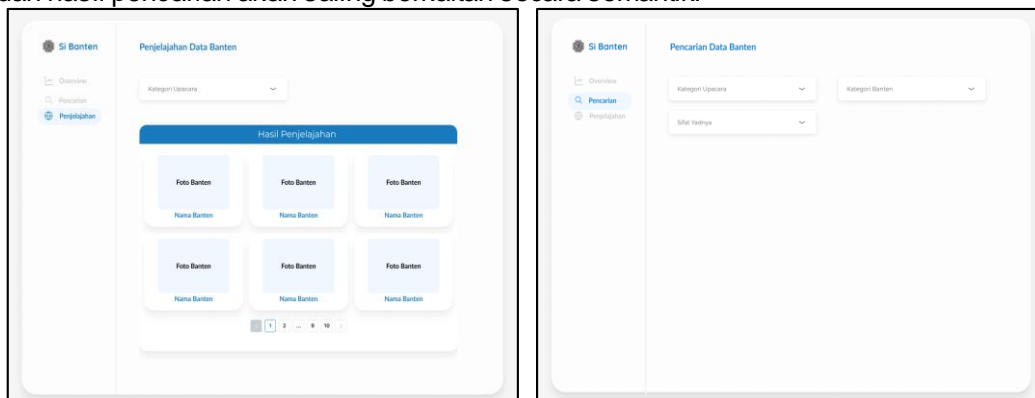 dan hasil pencarian akan saling berkaitan secara semantik.
Si Banten
Overview
Pencarian
Penjelajahan
Penjelajahan Data Banten
Kategori Upacara
Hasil Penjelajahan
Foto Banten Foto Banten Foto Banten
Nama Banten Nama Banten Nama Banten
Foto Banten Foto Banten Foto Banten
Nama Banten Nama Banten Nama Banten
1 2 ... 9 10
Si Banten
Overview
Pencarian
Penjelajahan
Pencarian Data Banten
Kategori Upacara Kategori Banten
Sifat Yadnya